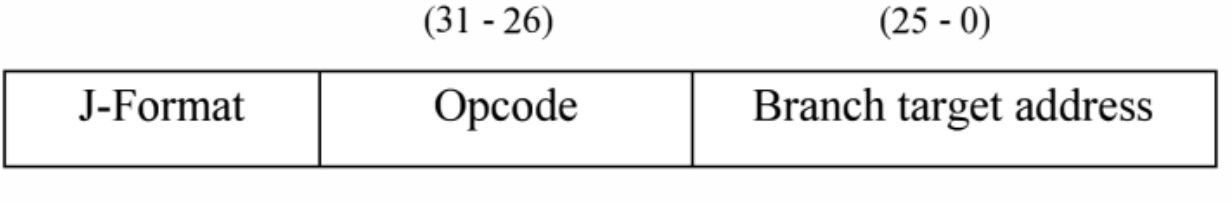 (31 - 26) (25 - 0)
J-Format Opcode Branch target address